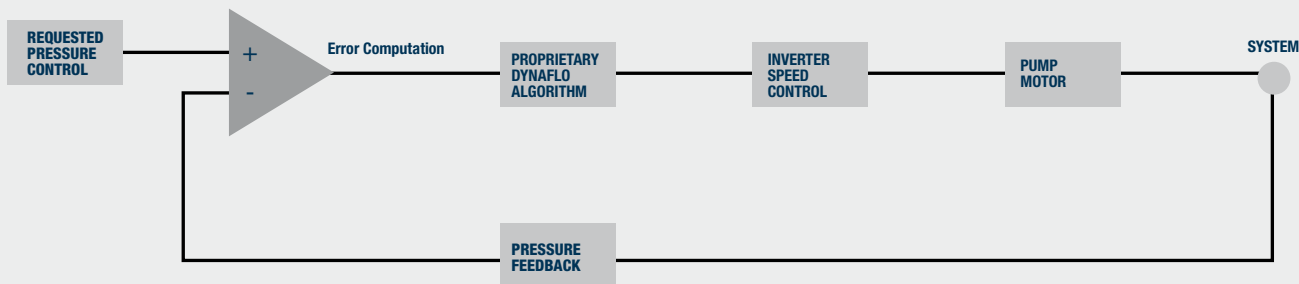 REQUESTED
PRESSURE
CONTROL
+
-
Error Computation
PROPRIETARY
DYNAFLO
ALGORITHM
INVERTER
SPEED
CONTROL
PUMP
MOTOR
SYSTEM
PRESSURE
FEEDBACK